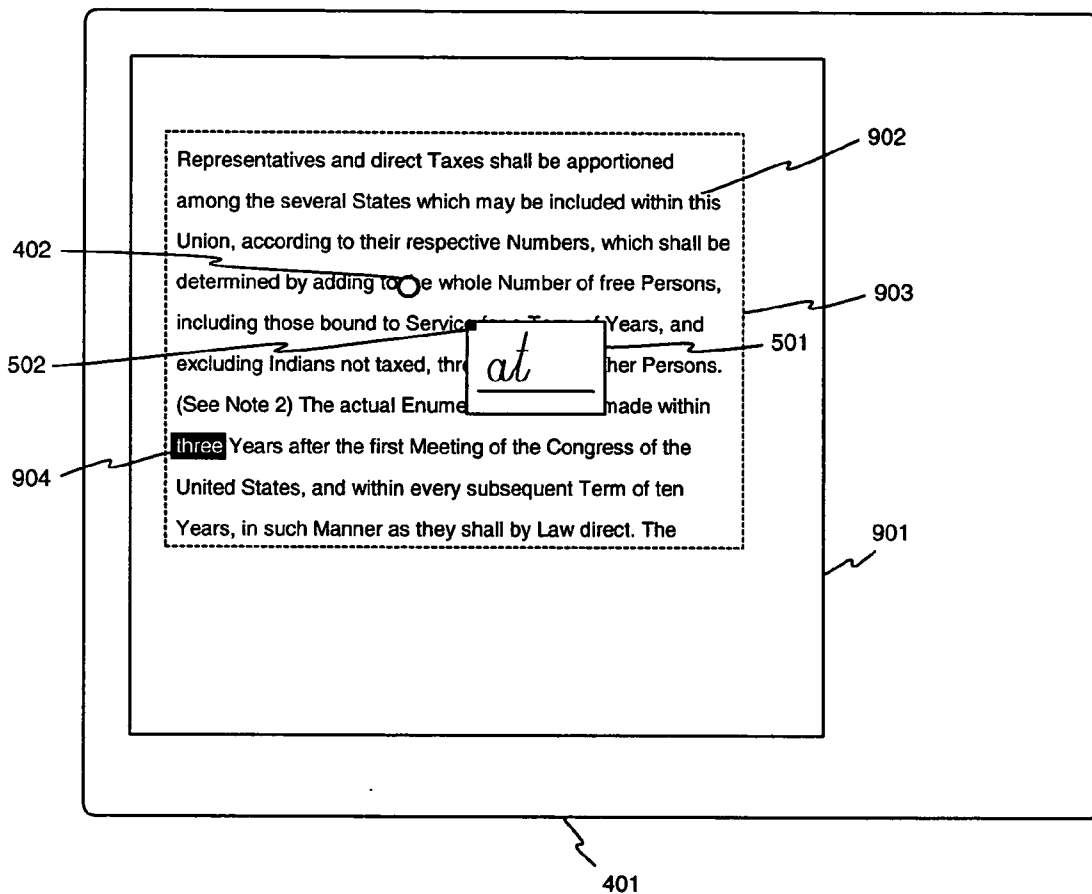 902
Representatives and direct Taxes shall be apportioned
among the several States which may be included within this
402
Union, according to their respective Numbers, which shall be
determined by adding to whole Number of free Persons,
903
including those bound to Service Years, and
501
502
excluding Indians not taxed, Persons.
at
(See Note 2) The actual made within
three Years after the first Meeting of the Congress of the
904
United States, and within every subsequent Term of ten
Years, in such Manner as they shall by Law direct. The
901
401